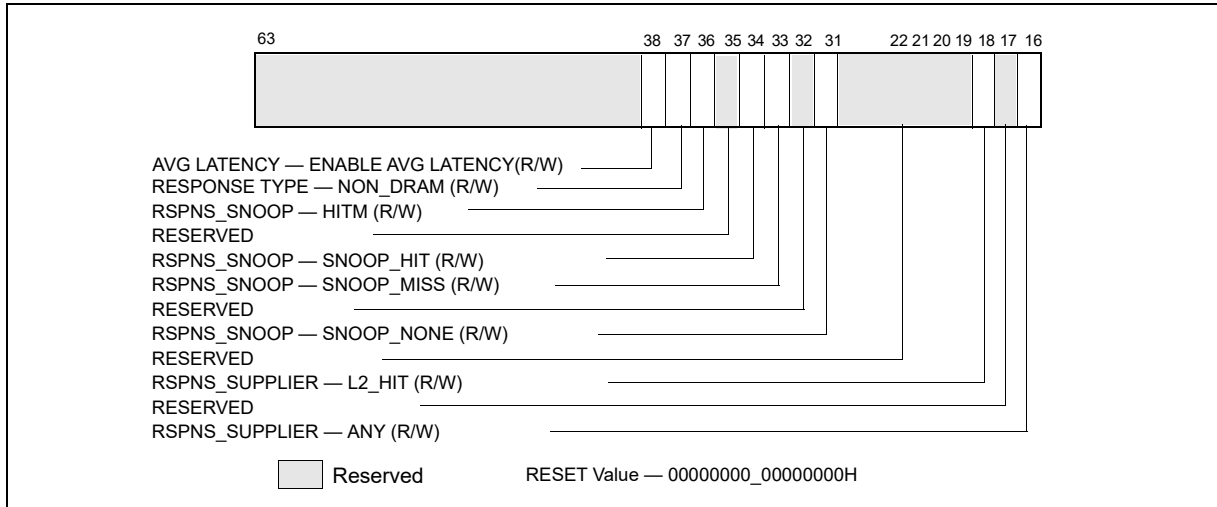 63 38 37 36 35 34 33 32 31 22 21 20 19 18 17 16
AVG LATENCY — ENABLE AVG LATENCY(R/W)
RESPONSE TYPE — NON_DRAM (R/W)
RSPNS_SNOOP — HITM (R/W)
RESERVED
RSPNS_SNOOP — SNOOP_HIT (R/W)
RSPNS_SNOOP — SNOOP_MISS (R/W)
RESERVED
RSPNS_SNOOP — SNOOP_NONE (R/W)
RESERVED
RSPNS_SUPPLIER — L2_HIT (R/W)
RESERVED
RSPNS_SUPPLIER — ANY (R/W)
Reserved RESET Value — 00000000_00000000H